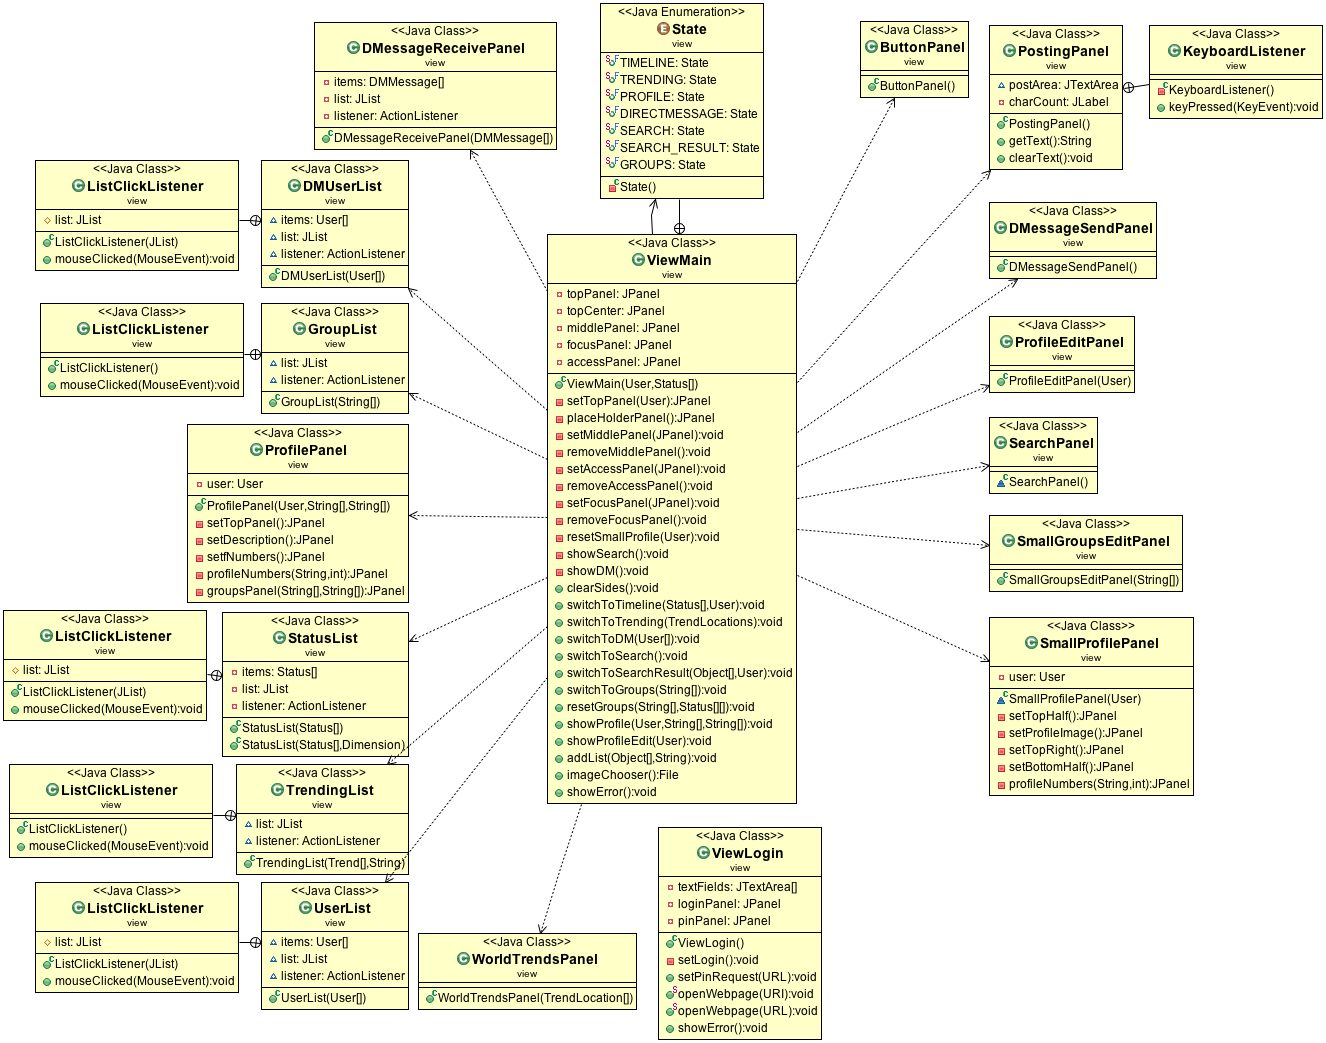 <<Java Class>>
DMessageReceivePanel
view
items: DMMessage[]
list: JList
listener: ActionListener
DMessageReceivePanel(DMMessage[])
<<Java Enumeration>>
State
view
TIMELINE: State
TRENDING: State
PROFILE: State
DIRECTMESSAGE: State
SEARCH: State
SEARCH_RESULT: State
GROUPS: State
State()
<<Java Class>>
ButtonPanel
view
ButtonPanel()
<<Java Class>>
PostingPanel
view
postArea: JTextArea
charCount: JLabel
PostingPanel()
getText():String
clearText():void
<<Java Class>>
KeyboardListener
view
KeyboardListener()
keyPressed(KeyEvent):void
<<Java Class>>
ListClickListener
view
list: JList
ListClickListener(JList)
mouseClicked(MouseEvent):void
<<Java Class>>
DMUserList
view
items: User[]
list: JList
listener: ActionListener
DMUserList(User[])
<<Java Class>>
DMessageSendPanel
view
DMessageSendPanel()
<<Java Class>>
ViewMain
view
topPanel: JPanel
topCenter: JPanel
middlePanel: JPanel
focusPanel: JPanel
accessPanel: JPanel
ViewMain(User,Status[])
setTopPanel(User):JPanel
placeHolderPanel():JPanel
setMiddlePanel(JPanel):void
removeMiddlePanel():void
setAccessPanel(JPanel):void
removeAccessPanel():void
setFocusPanel(JPanel):void
removeFocusPanel():void
resetSmallProfile(User):void
showSearch():void
showDM():void
clearSides():void
switchToTimeline(Status[],User):void
switchToTrending(TrendLocations):void
switchToDM(User[]):void
switchToSearch():void
switchToSearchResult(Object[],User):void
switchToGroups(String[]):void
resetGroups(String[],Status[][]):void
showProfile(User,String[],String[]):void
showProfileEdit(User):void
addList(Object[],String):void
imageChooser():File
showError():void
<<Java Class>>
ListClickListener
view
ListClickListener()
mouseClicked(MouseEvent):void
<<Java Class>>
GroupList
view
list: JList
listener: ActionListener
GroupList(String[])
<<Java Class>>
ProfileEditPanel
view
ProfileEditPanel(User)
<<Java Class>>
SearchPanel
view
SearchPanel()
<<Java Class>>
ProfilePanel
view
user: User
ProfilePanel(User,String[],String[])
setTopPanel():JPanel
setDescription():JPanel
setfNumbers():JPanel
profileNumbers(String,int):JPanel
groupsPanel(String[],String[]):JPanel
<<Java Class>>
SmallGroupsEditPanel
view
SmallGroupsEditPanel(String[])
<<Java Class>>
ListClickListener
view
list: JList
ListClickListener(JList)
mouseClicked(MouseEvent):void
<<Java Class>>
StatusList
view
items: Status[]
list: JList
listener: ActionListener
StatusList(Status[])
StatusList(Status[],Dimension)
<<Java Class>>
SmallProfilePanel
view
user: User
SmallProfilePanel(User)
setTopHalf():JPanel
setProfileImage():JPanel
setTopRight():JPanel
setBottomHalf():JPanel
profileNumbers(String,int):JPanel
<<Java Class>>
ListClickListener
view
ListClickListener()
mouseClicked(MouseEvent):void
<<Java Class>>
TrendingList
view
list: JList
listener: ActionListener
TrendingList(Trend[],String)
<<Java Class>>
ListClickListener
view
list: JList
ListClickListener(JList)
mouseClicked(MouseEvent):void
<<Java Class>>
UserList
view
items: User[]
list: JList
listener: ActionListener
UserList(User[])
<<Java Class>>
WorldTrendsPanel
view
WorldTrendsPanel(TrendLocation[])
<<Java Class>>
ViewLogin
view
textFields: JTextArea[]
loginPanel: JPanel
pinPanel: JPanel
ViewLogin()
setLogin():void
setPinRequest(URL):void
openWebpage(URI):void
openWebpage(URL):void
showError():void